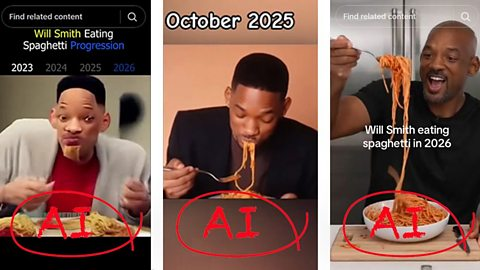 Find related content
Will Smith Eating
Spaghetti Progression
2023 2024 2025 2026
AI
October 2025
AI
Find related content
Will Smith eating
spaghetti in 2026
AI